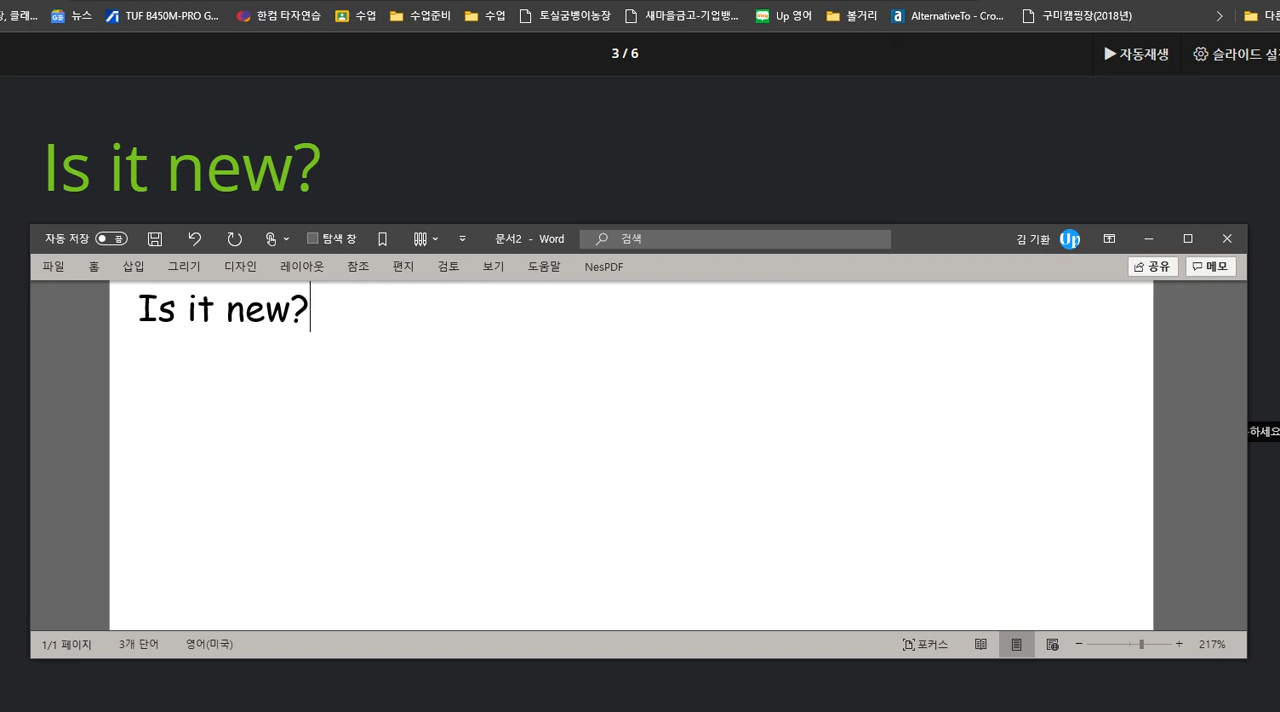 장, 클래... 뉴스 TUF B450M-PRO G... 한컴 타자연습 수업 수업준비 수업 토실굼벵이농장 새마을금고-기업뱅... Up 영어 볼거리 AlternativeTo - Cro... 구미캠핑장(2018년)
3 / 6 자동재생 슬라이드
Is it new?
자동 저장 끔 탐색 창 문서2 - Word 검색 김 기환 Up
파일 홈 삽입 그리기 디자인 레이아웃 참조 편지 검토 보기 도움말 NesPDF 공유 메모
Is it new?
하세요
1/1 페이지 3개 단어 영어(미국) 포커스 - + 217%